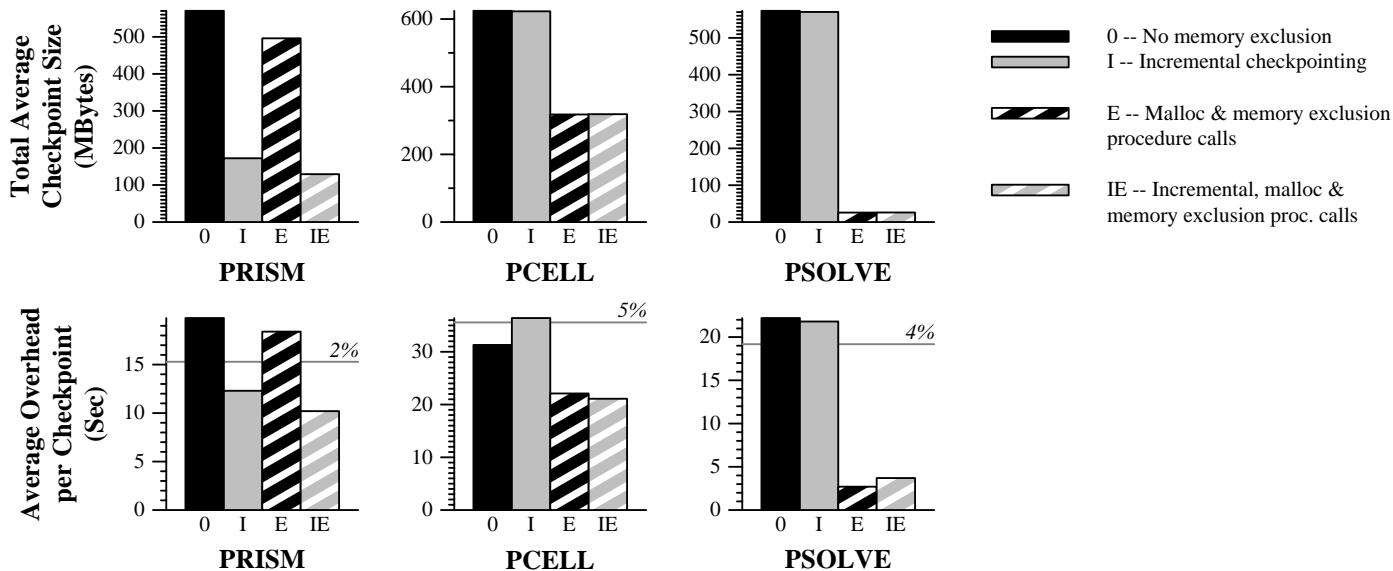 Total Average
Checkpoint Size
(MBytes)
500
400
300
200
100
0
0 I E IE
PRISM
600
400
200
0
0 I E IE
PCELL
500
400
300
200
100
0
0 I E IE
PSOLVE
0 -- No memory exclusion
I -- Incremental checkpointing
E -- Malloc & memory exclusion
procedure calls
IE -- Incremental, malloc &
memory exclusion proc. calls
Average Overhead
per Checkpoint
(Sec)
15
10
5
0
2%
0 I E IE
PRISM
30
20
10
0
5%
0 I E IE
PCELL
20
15
10
5
0
4%
0 I E IE
PSOLVE